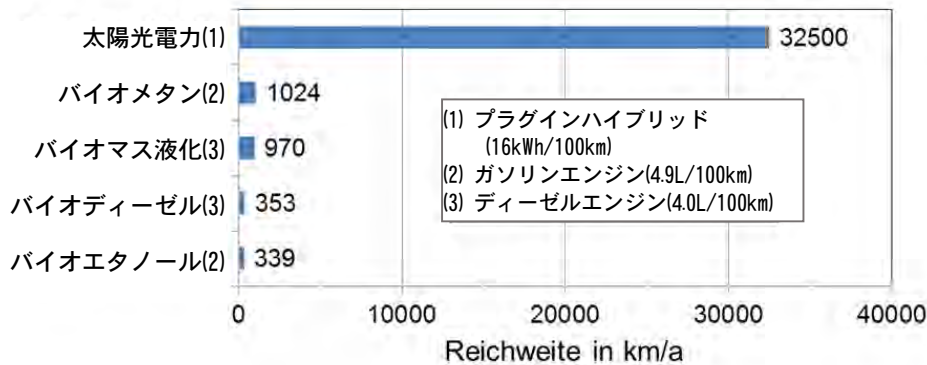 太陽光電力(1)
32500
バイオメタン(2)
1024
バイオマス液化(3)
970
バイオディーゼル(3)
353
バイオエタノール(2)
339
(1) プラグインハイブリッド
(16kWh/100km)
(2) ガソリンエンジン(4.9L/100km)
(3) ディーゼルエンジン(4.0L/100km)
0
10000
20000
30000
40000
Reichweite in km/a